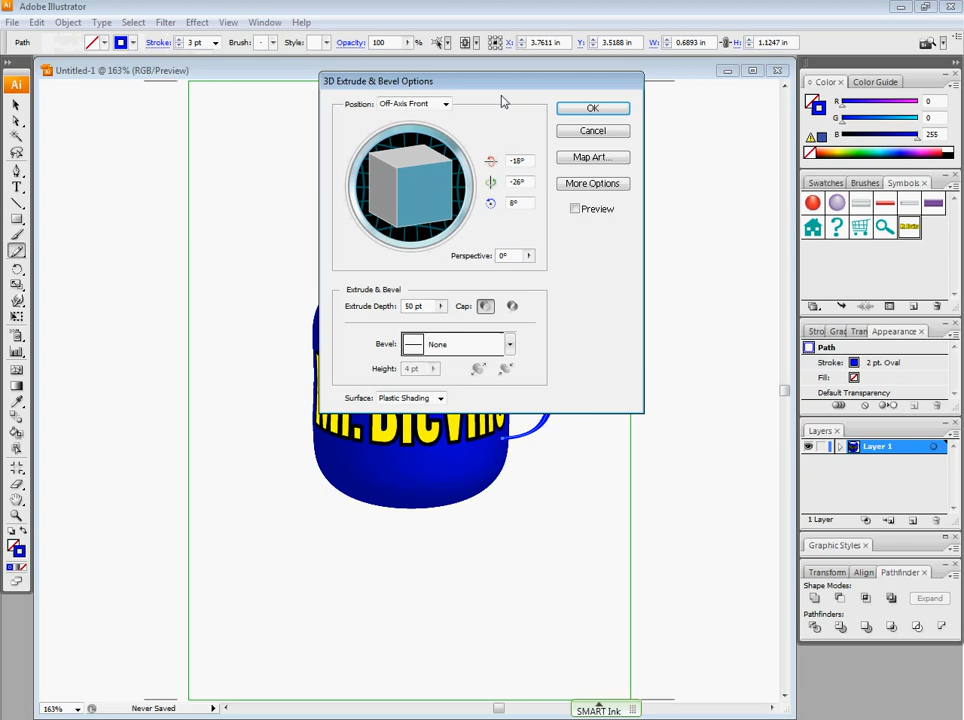 Ai Adobe Illustrator
File Edit Object Type Select Filter Effect View Window Help
Path Stroke: 3 pt Brush: Style: Opacity: 100 % X: 3.7611 in Y: 3.5188 in W: 0.6893 in H: 1.1247 in
Untitled-1 @ 163% (RGB/Preview)
3D Extrude & Bevel Options
Position: Off-Axis Front
OK
Cancel
Map Art...
More Options
Preview
-18°
-26°
8°
Perspective: 0°
Extrude & Bevel
Extrude Depth: 50 pt Cap:
Bevel: None
Height: 4 pt
Surface: Plastic Shading
Ai
T
Color Color Guide
R 0
G 0
B 255
Swatches Brushes Symbols
Appearance
Path
Stroke: 2 pt. Oval
Fill:
Default Transparency
Layers
Layer 1
1 Layer
Graphic Styles
Transform Align Pathfinder
Shape Modes:
Expand
Pathfinders:
163% Never Saved
SMART Ink